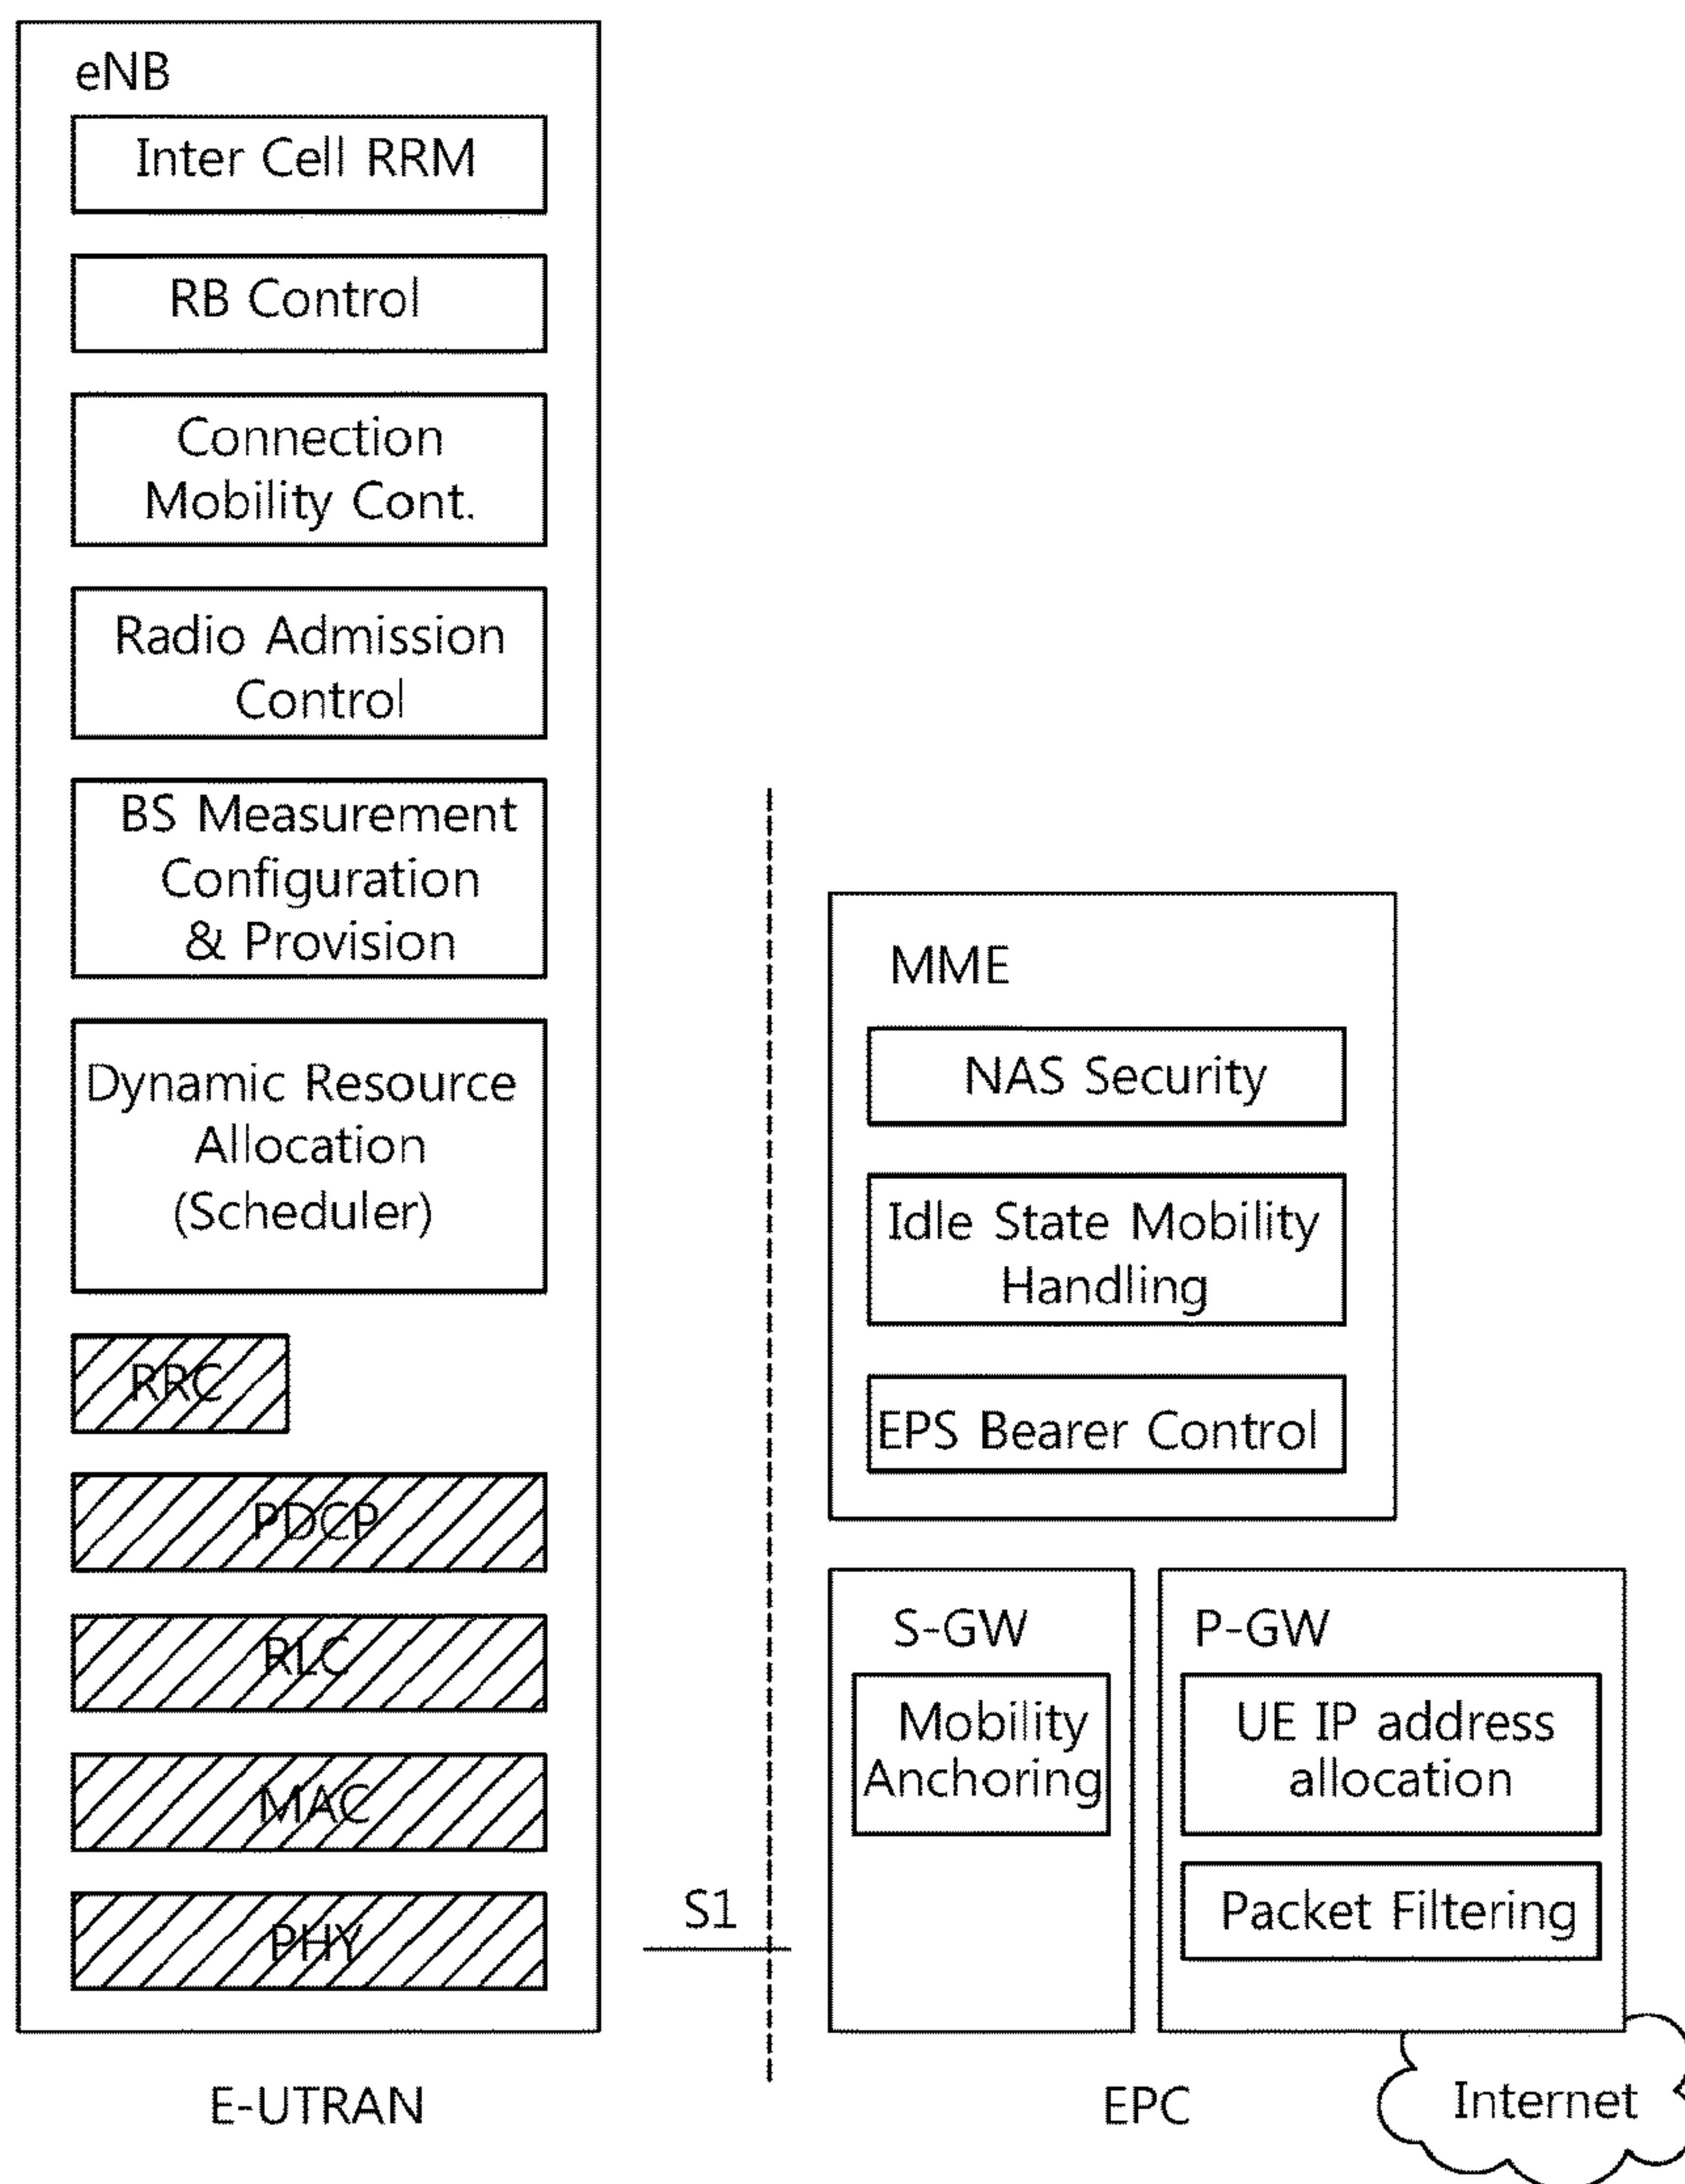 eNB
Inter Cell RRM
RB Control
Connection
Mobility Cont.
Radio Admission
Control
BS Measurement
Configuration
& Provision
Dynamic Resource
Allocation
(Scheduler)
RRC
PDCP
RLC
MAC
PHY
S1
E-UTRAN
MME
NAS Security
Idle State Mobility
Handling
EPS Bearer Control
S-GW
Mobility
Anchoring
P-GW
UE IP address
allocation
Packet Filtering
EPC
Internet